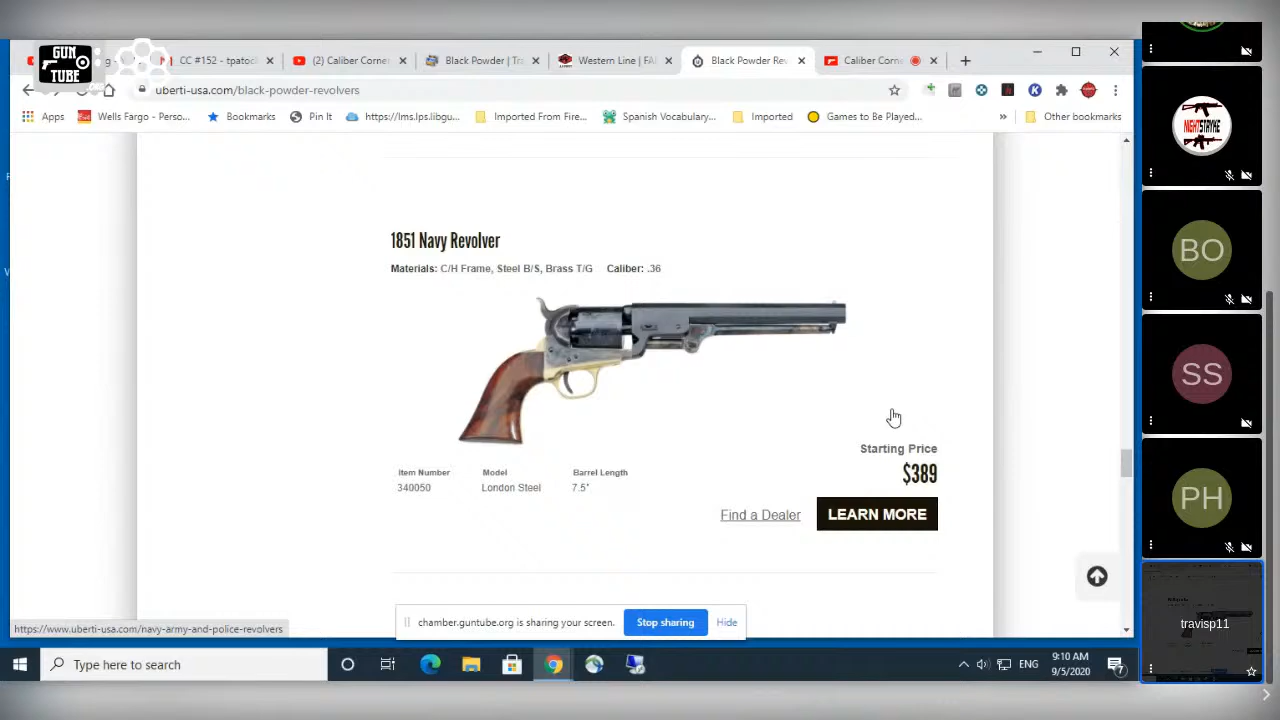 GUN
TUBE
CC #152 - tpatoc
(2) Caliber Corner
Black Powder | Tra
Western Line | FA
Black Powder Rev
Caliber Corne
uberti-usa.com/black-powder-revolvers
Apps
Wells Fargo - Perso...
Bookmarks
Pin It
https://lms.lps.libgu...
Imported From Fire...
Spanish Vocabulary...
Imported
Games to Be Played...
»
Other bookmarks
NIGHTSTRYKE
BO
SS
PH
travisp11
1851 Navy Revolver
Materials: C/H Frame, Steel B/S, Brass T/G Caliber: .36
Starting Price
$389
Item Number
Model
Barrel Length
340050
London Steel
7.5"
Find a Dealer
LEARN MORE
chamber.guntube.org is sharing your screen.
Stop sharing
Hide
https://www.uberti-usa.com/navy-army-and-police-revolvers
Type here to search
ENG
9:10 AM
9/5/2020
7